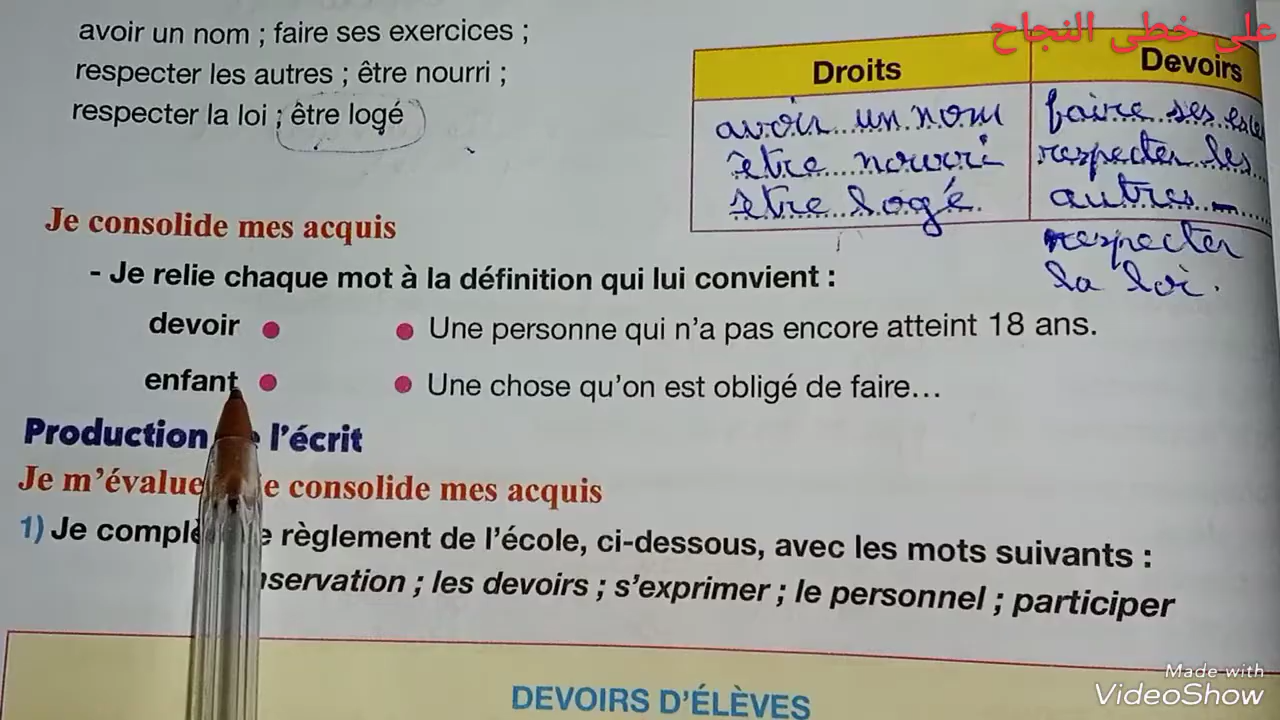 على خطى النجاح
avoir un nom ; faire ses exercices ;
respecter les autres ; être nourri ;
respecter la loi ; être logé
Droits Devoirs
avoir un nom faire ses
être nourri respecter les
être logé autres
respecter
la loi.
Je consolide mes acquis
- Je relie chaque mot à la définition qui lui convient :
devoir Une personne qui n'a pas encore atteint 18 ans.
enfant Une chose qu'on est obligé de faire…
Production l'écrit
Je m'évalue consolide mes acquis
1) Je règlement de l'école, ci-dessous, avec les mots suivants :
; les devoirs ; s'exprimer ; le personnel ; participer
DEVOIRS D'ÉLÈVES
Made with
VideoShow